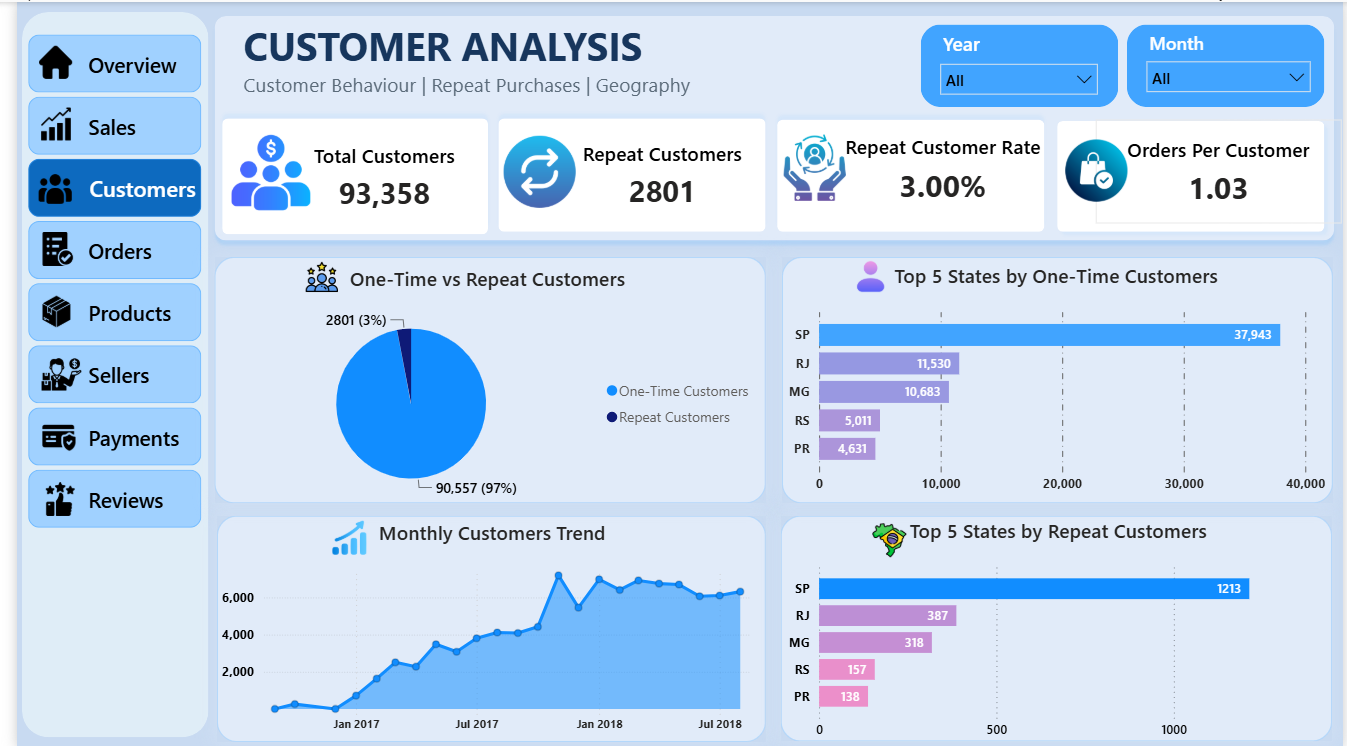 Overview
Sales
Customers
Orders
Products
Sellers
Payments
Reviews
CUSTOMER ANALYSIS
Customer Behaviour | Repeat Purchases | Geography
Year
All
Month
All
$
Total Customers
93,358
Repeat Customers
2801
Repeat Customer Rate
3.00%
Orders Per Customer
1.03
One-Time vs Repeat Customers
2801 (3%)
One-Time Customers
Repeat Customers
90,557 (97%)
Top 5 States by One-Time Customers
SP 37,943
RJ 11,530
MG 10,683
RS 5,011
PR 4,631
0 10,000 20,000 30,000 40,000
Monthly Customers Trend
6,000
4,000
2,000
Jan 2017 Jul 2017 Jan 2018 Jul 2018
Top 5 States by Repeat Customers
SP 1213
RJ 387
MG 318
RS 157
PR 138
0 500 1000